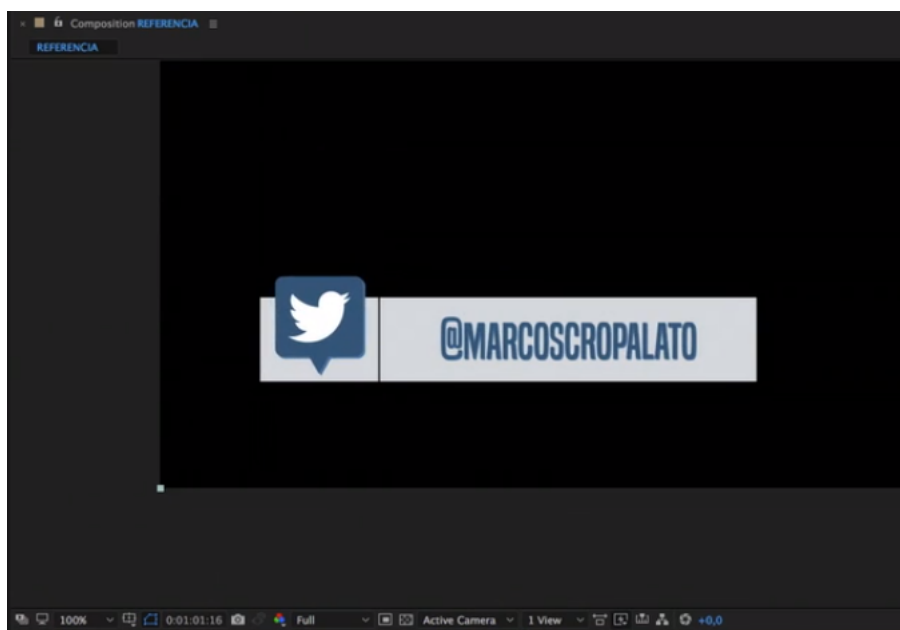 × Composition REFERENCIA ≡
REFERENCIA
@MARCOSCROPALATO
100% 0:01:01:16 Full Active Camera 1 View +0,0